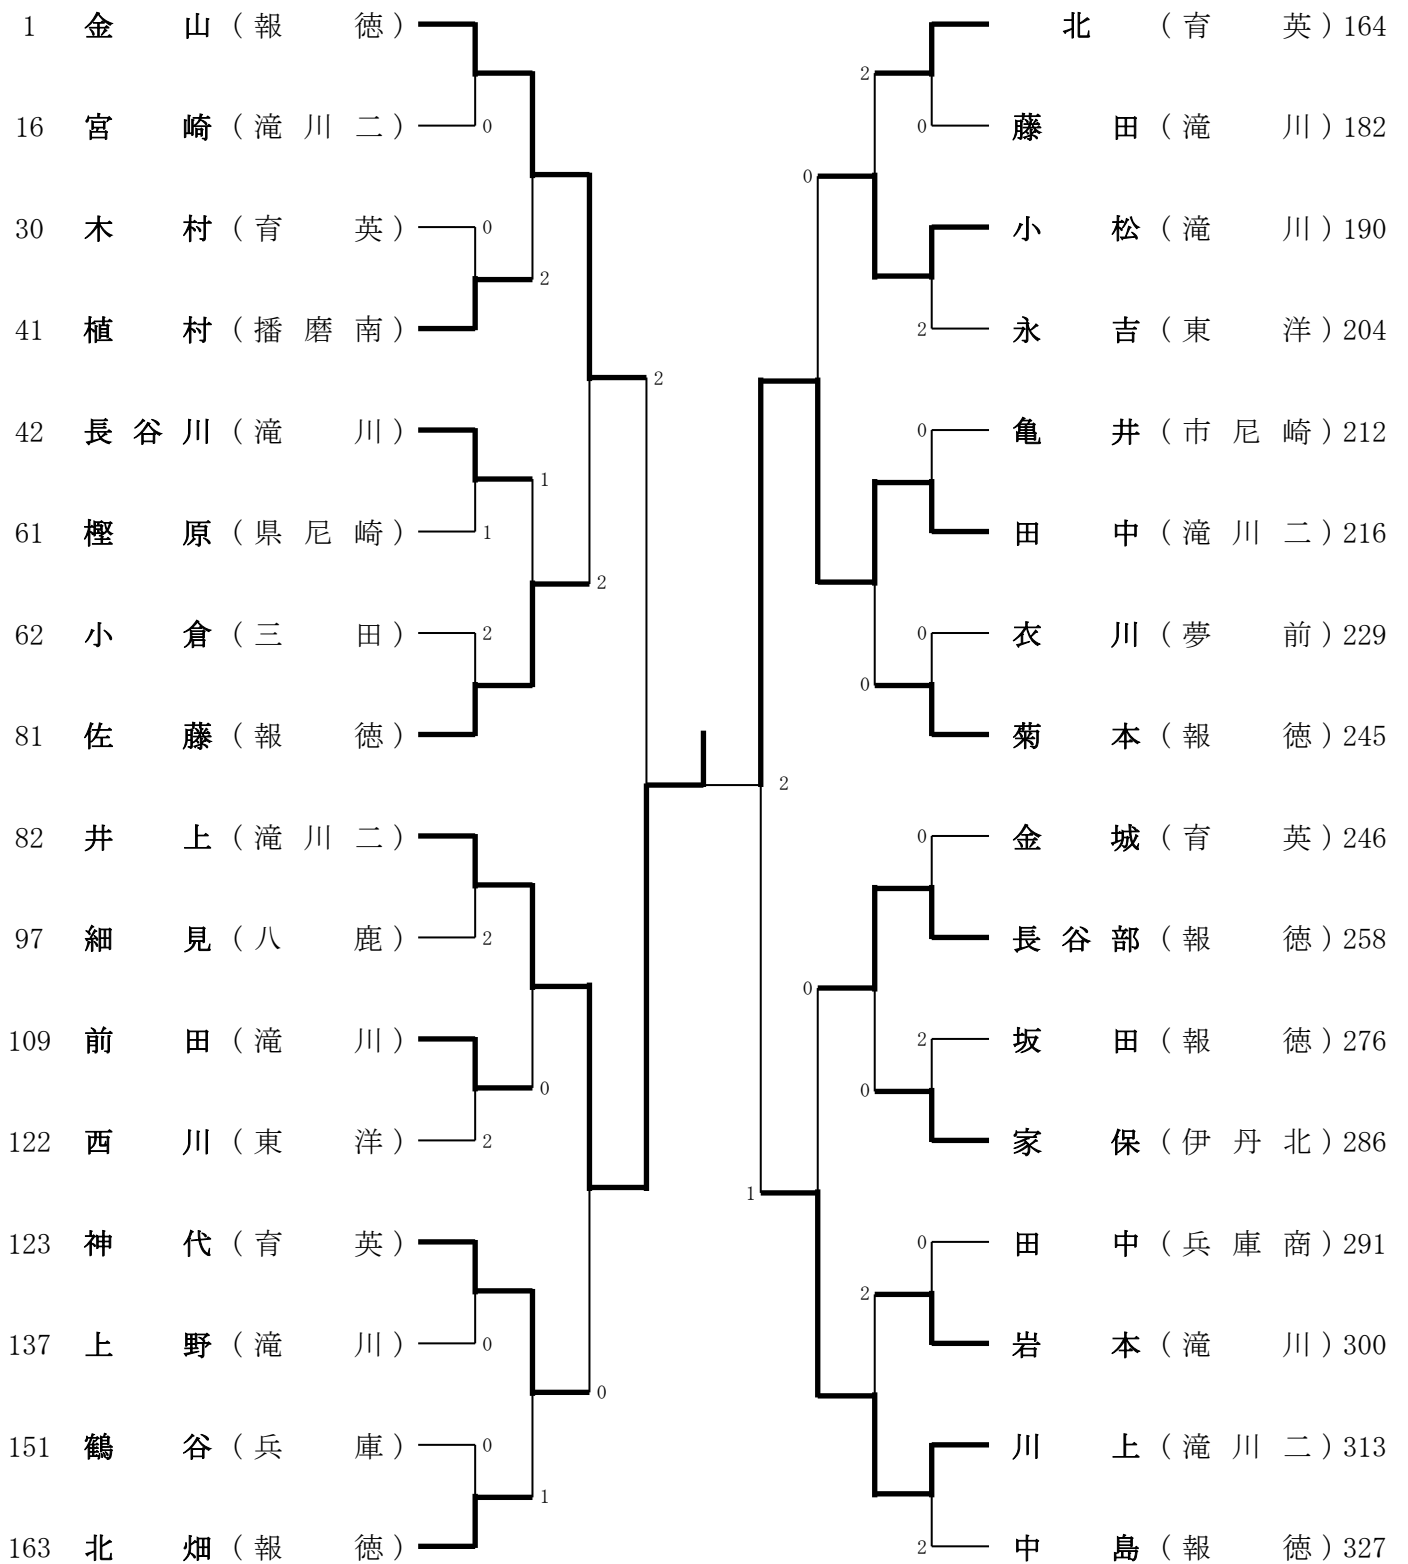 1 金山（報徳）
16 宮崎（滝川二） 0
30 木村（育英） 0
2
41 植村（播磨南）
2
42 長谷川（滝川）
1
61 樫原（県尼崎） 1
2
62 小倉（三田） 2
81 佐藤（報徳）
82 井上（滝川二）
97 細見（八鹿） 2
109 前田（滝川）
0
122 西川（東洋） 2
123 神代（育英）
137 上野（滝川） 0
0
151 鶴谷（兵庫） 0
1
163 北畑（報徳）
北（育英）164
2
0 藤田（滝川）182
0
小松（滝川）190
2 永吉（東洋）204
0 亀井（市尼崎）212
田中（滝川二）216
0 衣川（夢前）229
0
菊本（報徳）245
2
0 金城（育英）246
長谷部（報徳）258
0
2 坂田（報徳）276
0
家保（伊丹北）286
1
0 田中（兵庫商）291
2
岩本（滝川）300
川上（滝川二）313
2 中島（報徳）327